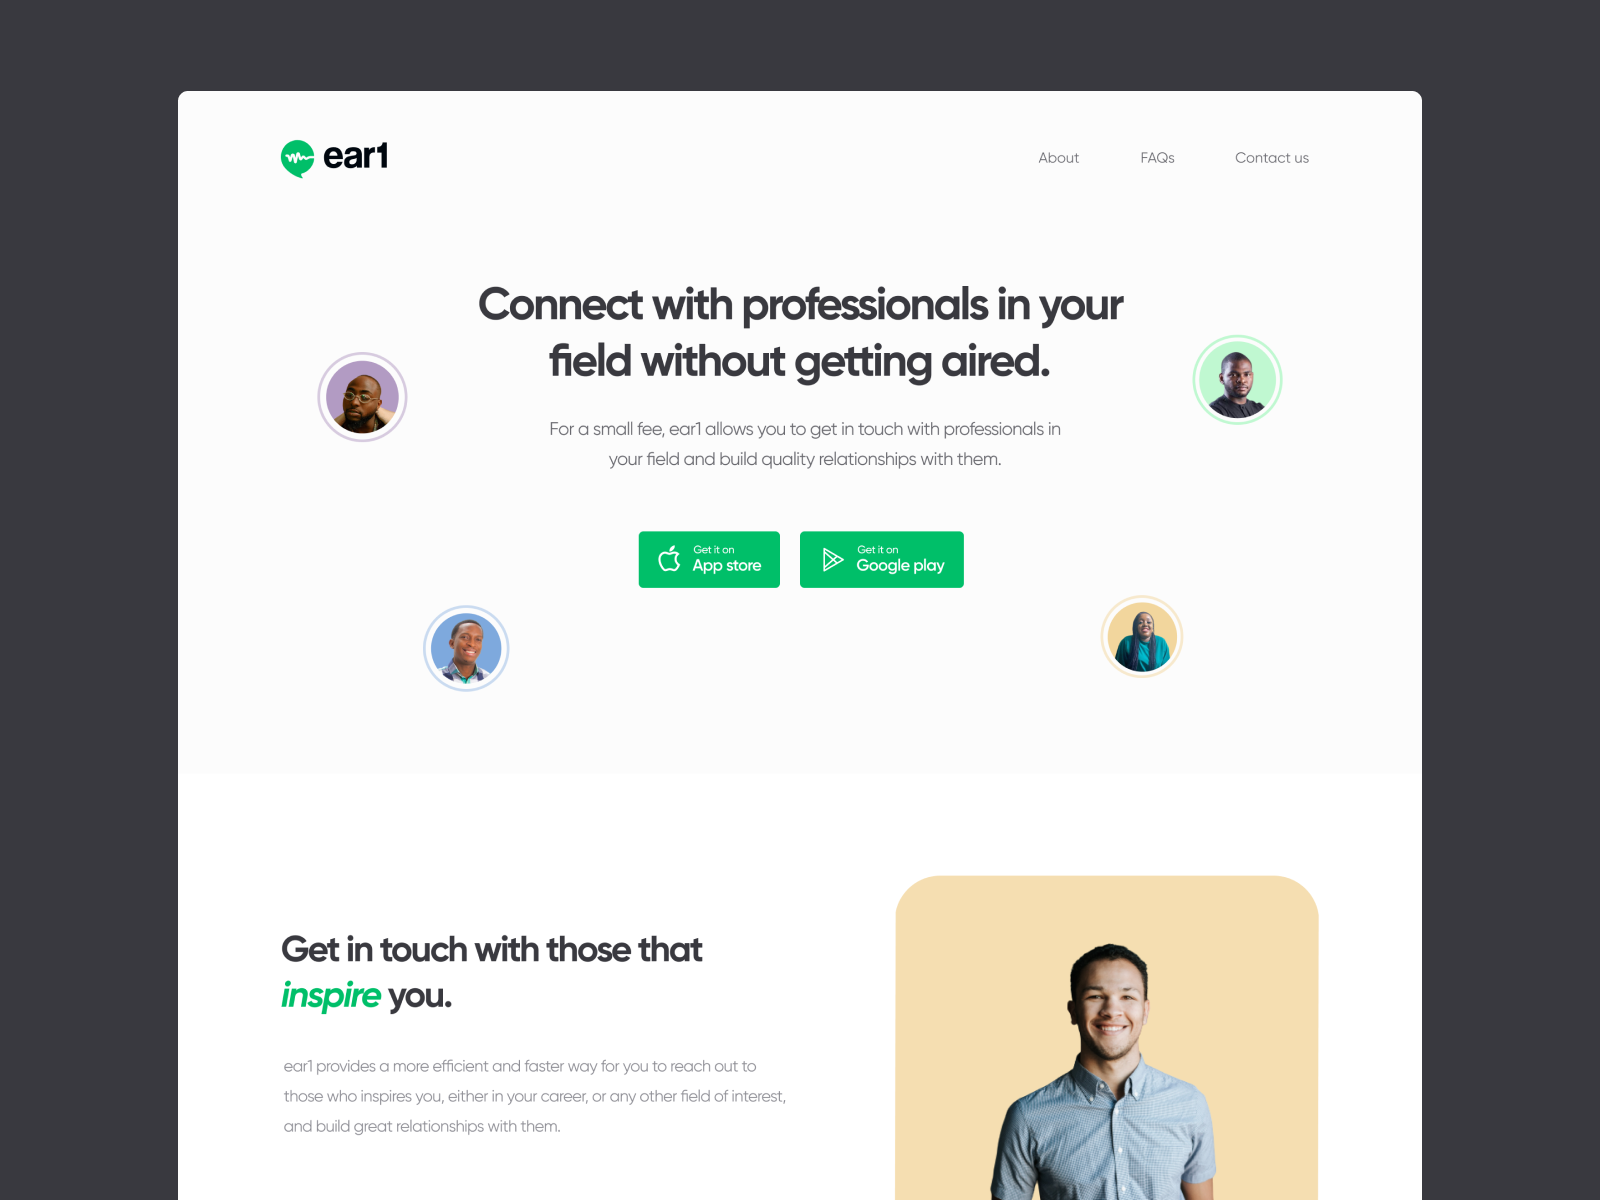 ear1
About
FAQs
Contact us
Connect with professionals in your
field without getting aired.
For a small fee, ear1 allows you to get in touch with professionals in
your field and build quality relationships with them.
Get it on
App store
Get it on
Google play
Get in touch with those that
inspire you.
ear1 provides a more efficient and faster way for you to reach out to
those who inspires you, either in your career, or any other field of interest,
and build great relationships with them.